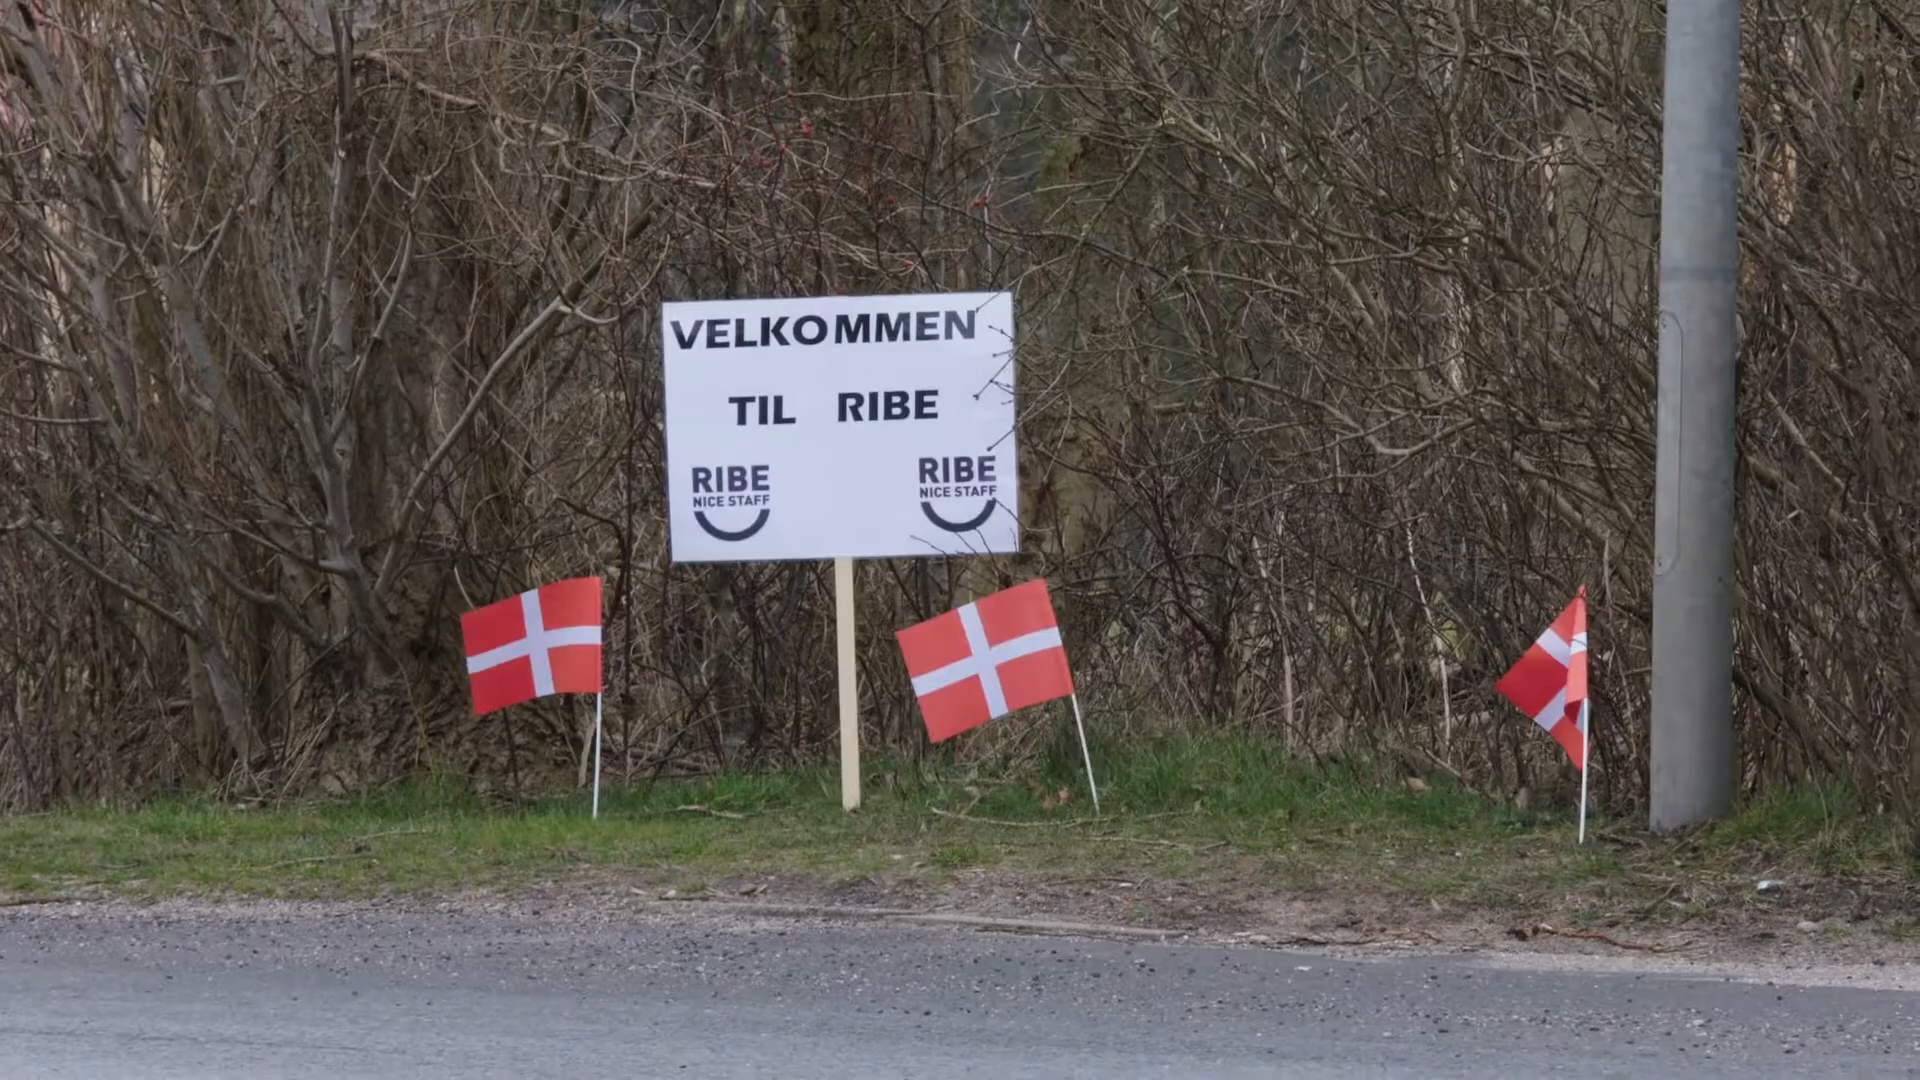 VELKOMMEN
TIL RIBE
RIBE
NICE STAFF
RIBE
NICE STAFF